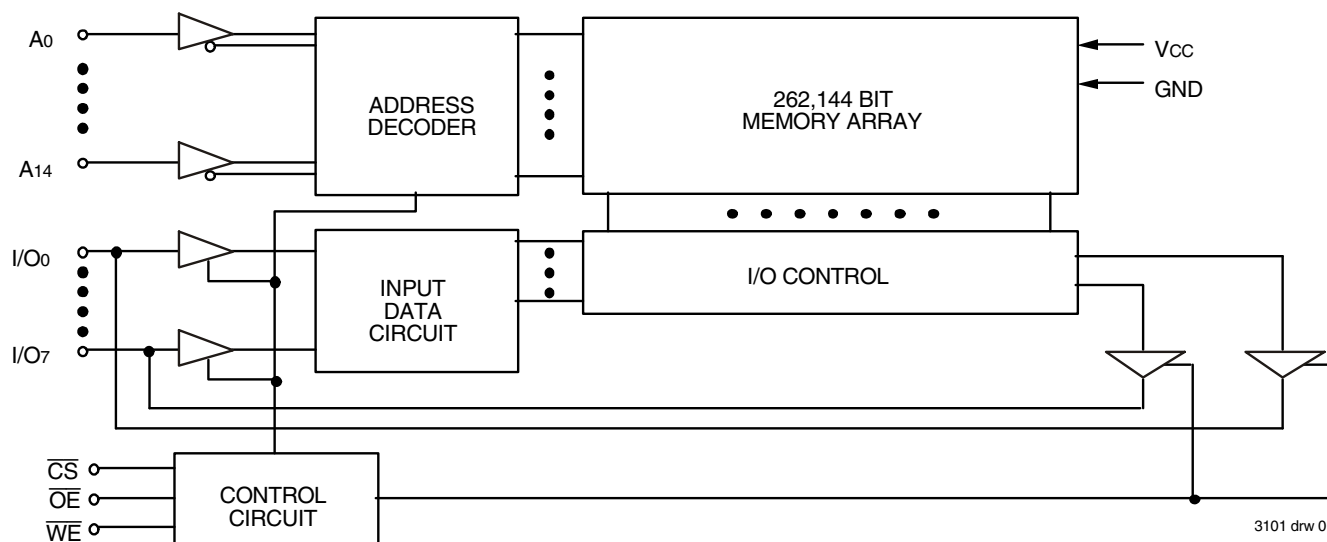 A0
A14
ADDRESS
DECODER
262,144 BIT
MEMORY ARRAY
VCC
GND
I/O0
I/O7
INPUT
DATA
CIRCUIT
I/O CONTROL
CS
OE
WE
CONTROL
CIRCUIT
3101 drw 0